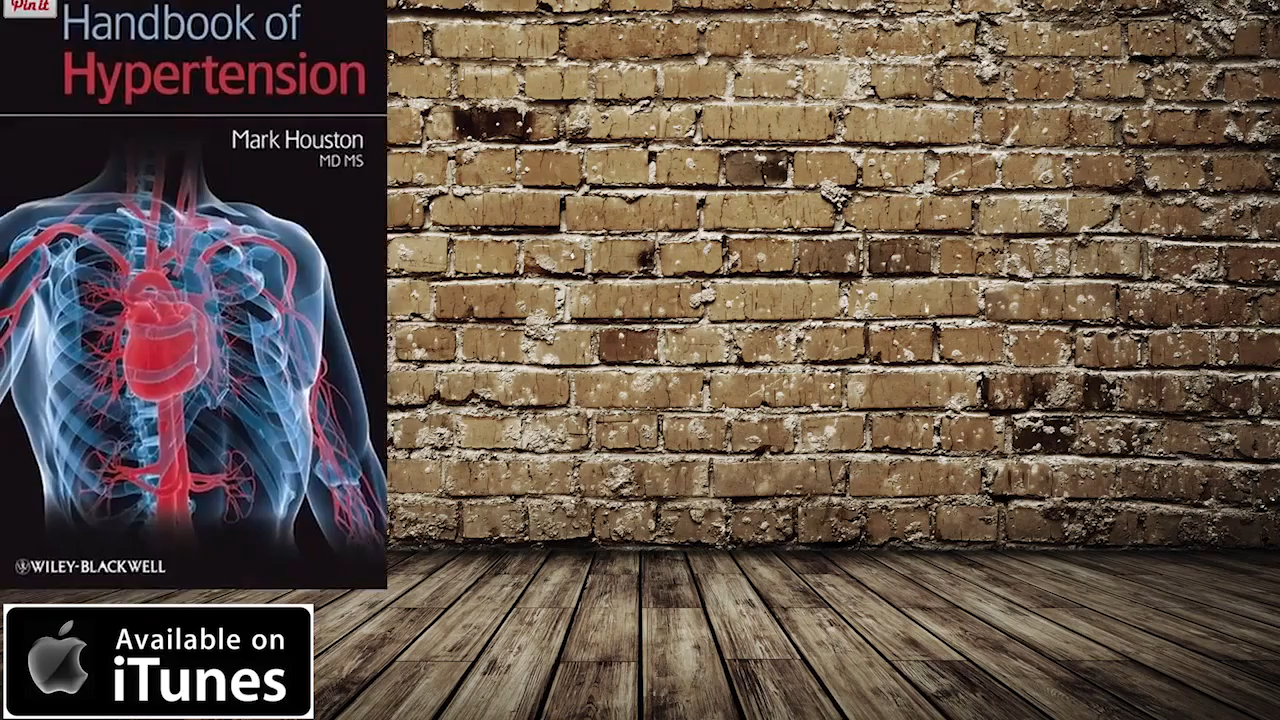 Pin it
Handbook of
Hypertension
Mark Houston
MD MS
WILEY-BLACKWELL
Available on
iTunes